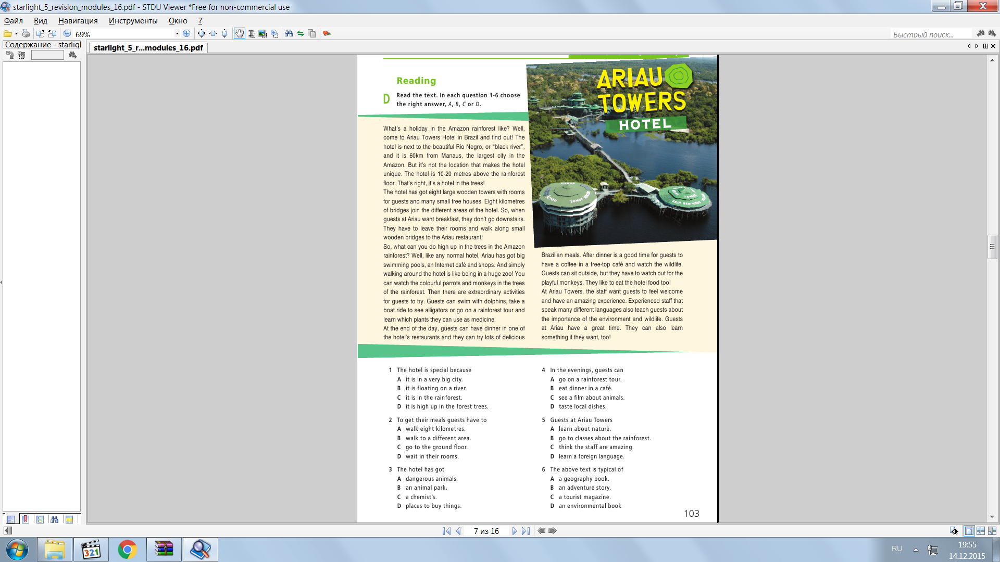 starlight_5_revision_modules_16.pdf - STDU Viewer *Free for non-commercial use
Файл Вид Навигация Инструменты Окно ?
69%
Быстрый поиск...
Содержание - starligl
starlight_5_r...modules_16.pdf
Reading
D Read the text. In each question 1-6 choose
the right answer, A, B, C or D.
ARIAU
TOWERS
HOTEL
What's a holiday in the Amazon rainforest like? Well,
come to Ariau Towers Hotel in Brazil and find out! The
hotel is next to the beautiful Rio Negro, or “black river”,
and it is 60km from Manaus, the largest city in the
Amazon. But it's not the location that makes the hotel
unique. The hotel is 10-20 metres above the rainforest
floor. That's right, it's a hotel in the trees!
The hotel has got eight large wooden towers with rooms
for guests and many small tree houses. Eight kilometres
of bridges join the different areas of the hotel. So, when
guests at Ariau want breakfast, they don't go downstairs.
They have to leave their rooms and walk along small
wooden bridges to the Ariau restaurant!
So, what can you do high up in the trees in the Amazon
rainforest? Well, like any normal hotel, Ariau has got big
swimming pools, an Internet café and shops. And simply
walking around the hotel is like being in a huge zoo! You
can watch the colourful parrots and monkeys in the trees
of the rainforest. Then there are extraordinary activities
for guests to try. Guests can swim with dolphins, take a
boat ride to see alligators or go on a rainforest tour and
learn which plants they can use as medicine.
At the end of the day, guests can have dinner in one of
the hotel's restaurants and they can try lots of delicious
Brazilian meals. After dinner is a good time for guests to
have a coffee in a tree-top café and watch the wildlife.
Guests can sit outside, but they have to watch out for the
playful monkeys. They like to eat the hotel food too!
At Ariau Towers, the staff want guests to feel welcome
and have an amazing experience. Experienced staff that
speak many different languages also teach guests about
the importance of the environment and wildlife. Guests
at Ariau have a great time. They can also learn
something if they want, too!
1 The hotel is special because
A it is in a very big city.
B it is floating on a river.
C it is in the rainforest.
D it is high up in the forest trees.
2 To get their meals guests have to
A walk eight kilometres.
B walk to a different area.
C go to the ground floor.
D wait in their rooms.
3 The hotel has got
A dangerous animals.
B an animal park.
C a chemist's.
D places to buy things.
4 In the evenings, guests can
A go on a rainforest tour.
B eat dinner in a café.
C see a film about animals.
D taste local dishes.
5 Guests at Ariau Towers
A learn about nature.
B go to classes about the rainforest.
C think the staff are amazing.
D learn a foreign language.
6 The above text is typical of
A a geography book.
B an adventure story.
C a tourist magazine.
D an environmental book
103
7 из 16
321
RU
19:55
14.12.2015